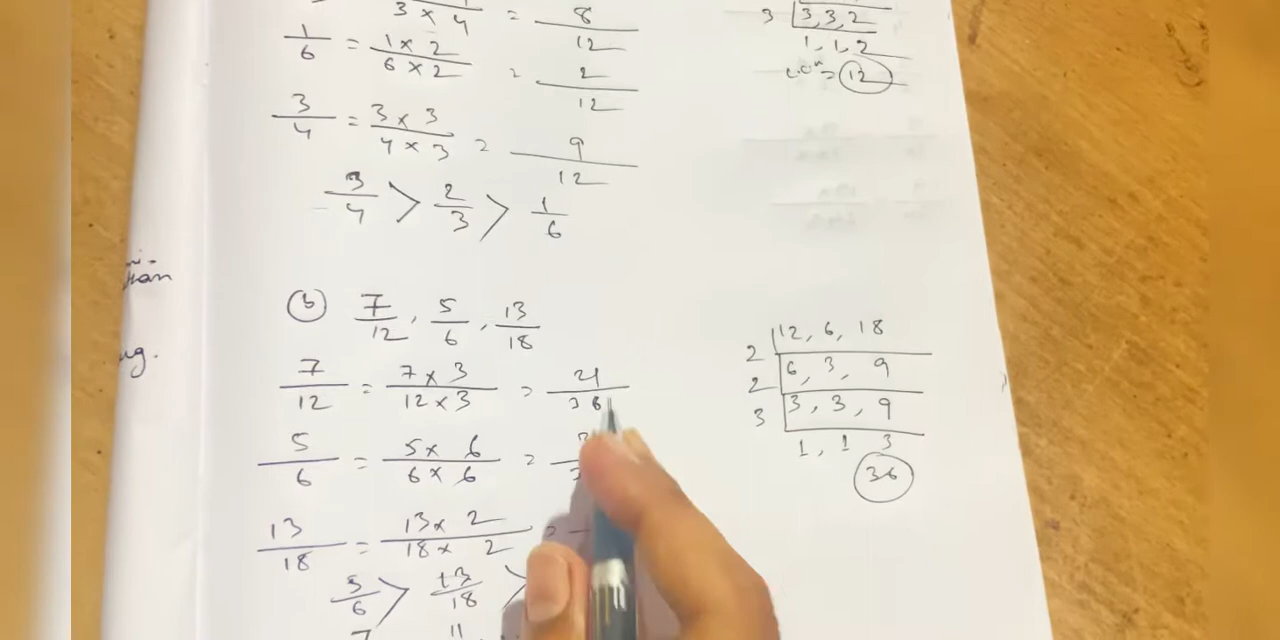 3 × 4 = 8/12
1/6 = 1 × 2/6 × 2 = 2/12
3/4 = 3 × 3/4 × 3 = 9/12
3/4 > 2/3 > 1/6
(b) 7/12, 5/6, 13/18
7/12 = 7 × 3/12 × 3 = 21/36
5/6 = 5 × 6/6 × 6 =
13/18 = 13 × 2/18 × 2 =
5/6 > 13/18 >
7 11
3 | 3, 3, 2
1, 1, 2
= 12
2 | 12, 6, 18
2 | 6, 3, 9
3 | 3, 3, 9
1, 1 3
36